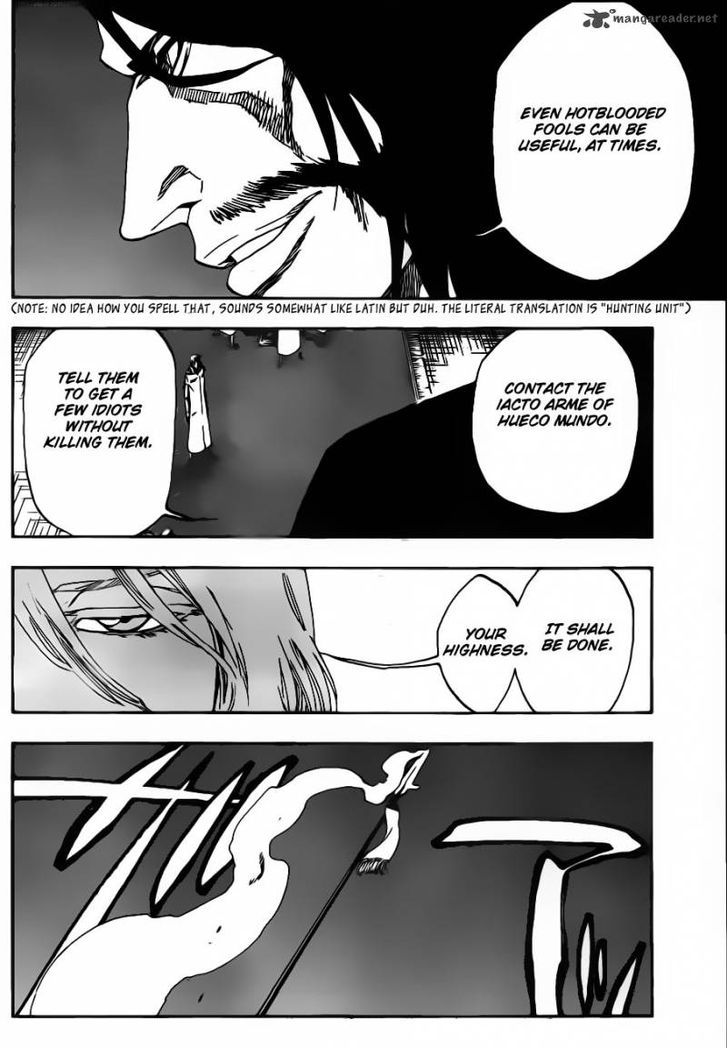 mangareader.net
EVEN HOTBLOODED
FOOLS CAN BE
USEFUL, AT TIMES.
(NOTE: NO IDEA HOW YOU SPELL THAT, SOUNDS SOMEWHAT LIKE LATIN BUT DUH. THE LITERAL TRANSLATION IS "HUNTING UNIT")
CONTACT THE
IACTO ARME OF
HUECO MUNDO.
TELL THEM
TO GET A
FEW IDIOTS
WITHOUT
KILLING THEM.
IT SHALL
BE DONE.
YOUR
HIGHNESS.